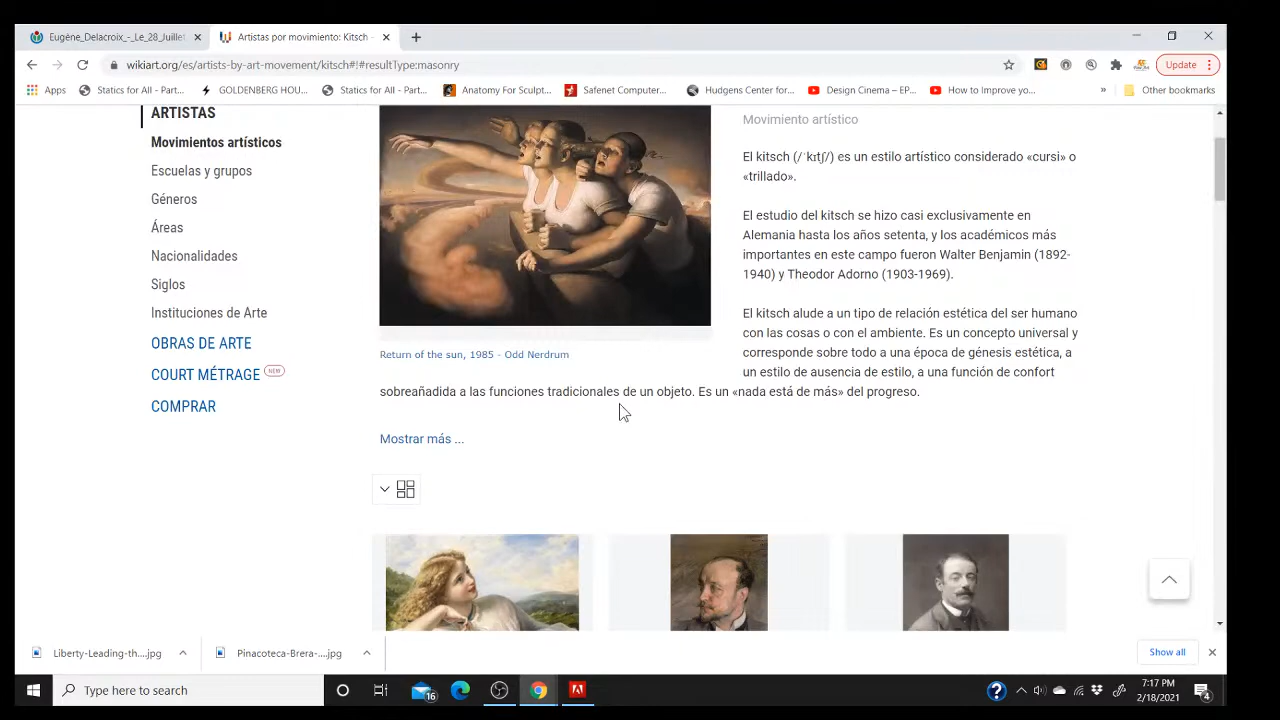 Eugène_Delacroix_-_Le_28_Juillet
Artistas por movimiento: Kitsch -
wikiart.org/es/artists-by-art-movement/kitsch#!#resultType:masonry
Update
Apps
Statics for All - Part...
GOLDENBERG HOU...
Statics for All - Part...
Anatomy For Sculpt...
Safenet Computer...
Hudgens Center for...
Design Cinema – EP...
How to Improve yo...
»
Other bookmarks
ARTISTAS
Movimientos artísticos
Escuelas y grupos
Géneros
Áreas
Nacionalidades
Siglos
Instituciones de Arte
OBRAS DE ARTE
COURT MÉTRAGE NEW
COMPRAR
Return of the sun, 1985 - Odd Nerdrum
Movimiento artístico
El kitsch (/ˈkɪtʃ/) es un estilo artístico considerado «cursi» o
«trillado».
El estudio del kitsch se hizo casi exclusivamente en
Alemania hasta los años setenta, y los académicos más
importantes en este campo fueron Walter Benjamin (1892-
1940) y Theodor Adorno (1903-1969).
El kitsch alude a un tipo de relación estética del ser humano
con las cosas o con el ambiente. Es un concepto universal y
corresponde sobre todo a una época de génesis estética, a
un estilo de ausencia de estilo, a una función de confort
sobreañadida a las funciones tradicionales de un objeto. Es un «nada está de más» del progreso.
Mostrar más ...
Liberty-Leading-th....jpg
Pinacoteca-Brera-....jpg
Show all
Type here to search
16
7:17 PM
2/18/2021
4